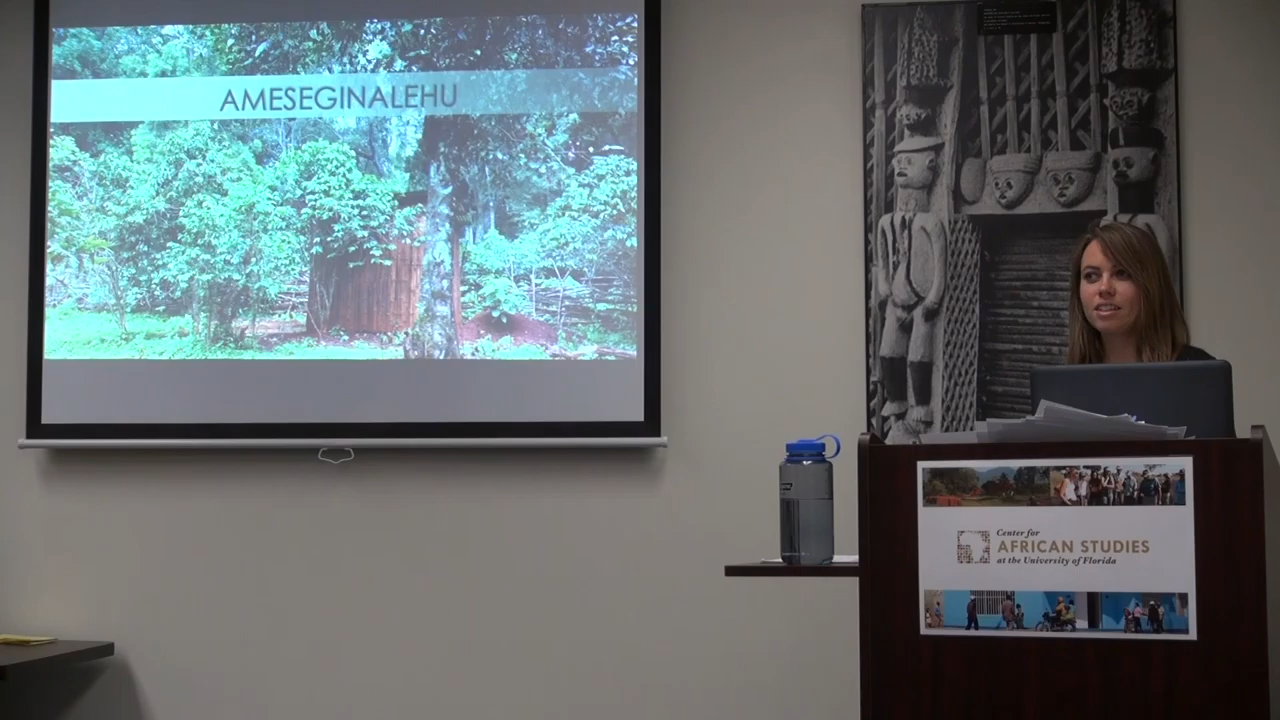 AMESEGINALEHU
Center for
AFRICAN STUDIES
at the University of Florida